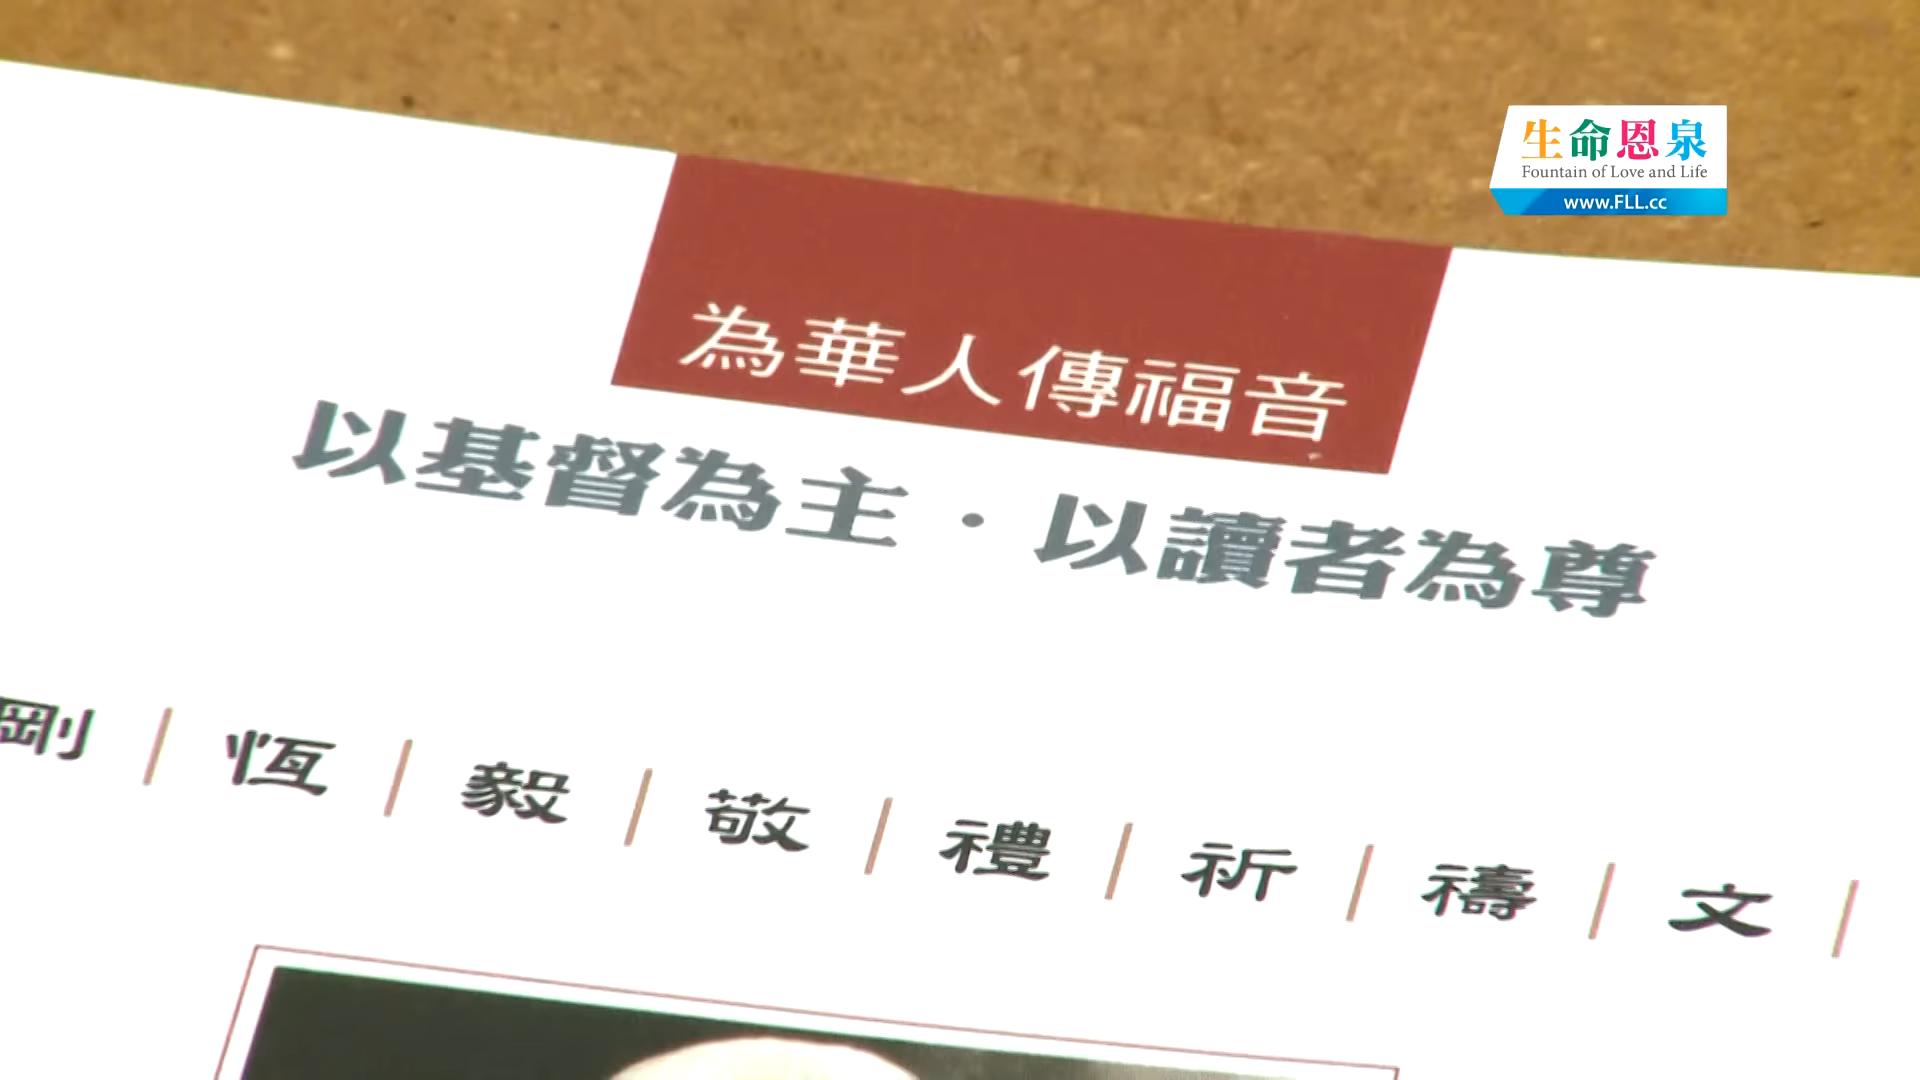 生命恩泉
Fountain of Love and Life
www.FLL.cc
為華人傳福音
以基督為主·以讀者為尊
剛|恆|毅|敬|禮|祈|禱|文|